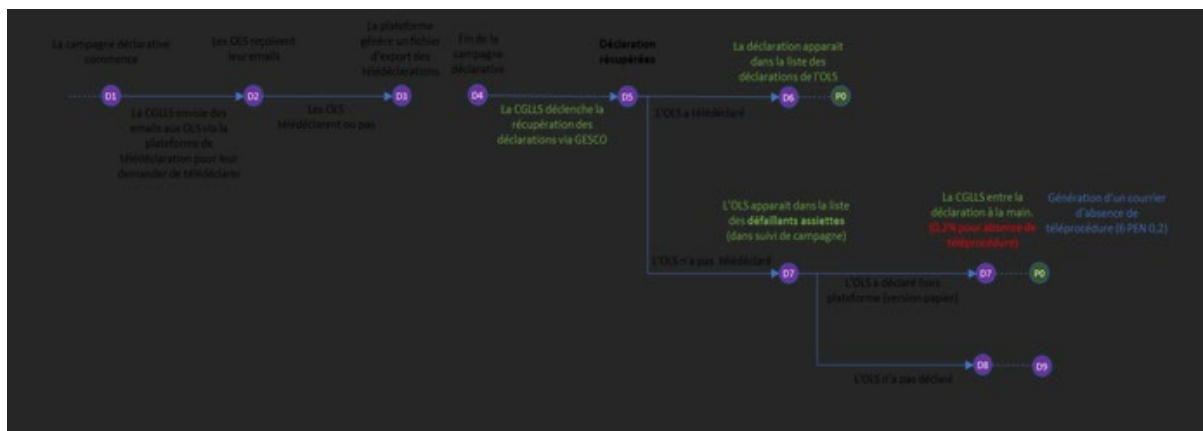 La campagne déclarative
commence
Les OLS reçoivent
leur emails
La plateforme
génère un fichier
d'export des
télédéclarations
Fin de la
campagne
déclarative
Déclaration
récupérées
La déclaration apparait
dans la liste des
déclarations de l'OLS
D1
D2
D3
D4
D5
D6
P0
La CGLLS envoie des
emails aux OLS via la
plateforme de
télédéclaration pour leur
demander de télédéclarer
Les OLS
télédéclarent ou pas
La CGLLS déclenche la
récupération des
déclarations via GESCO
L'OLS a télédéclaré
L'OLS apparait dans la liste
des défaillants assiettes
(dans suivi de campagne)
La CGLLS entre la
déclaration à la main.
(0,2% pour absence de
téléprocédure)
Génération d'un courrier
d'absence de
téléprocédure (6 PEN 0,2)
L'OLS n'a pas télédéclaré
D7
D7
P0
L'OLS a déclaré hors
plateforme (version papier)
L'OLS n'a pas déclaré
D8
D9